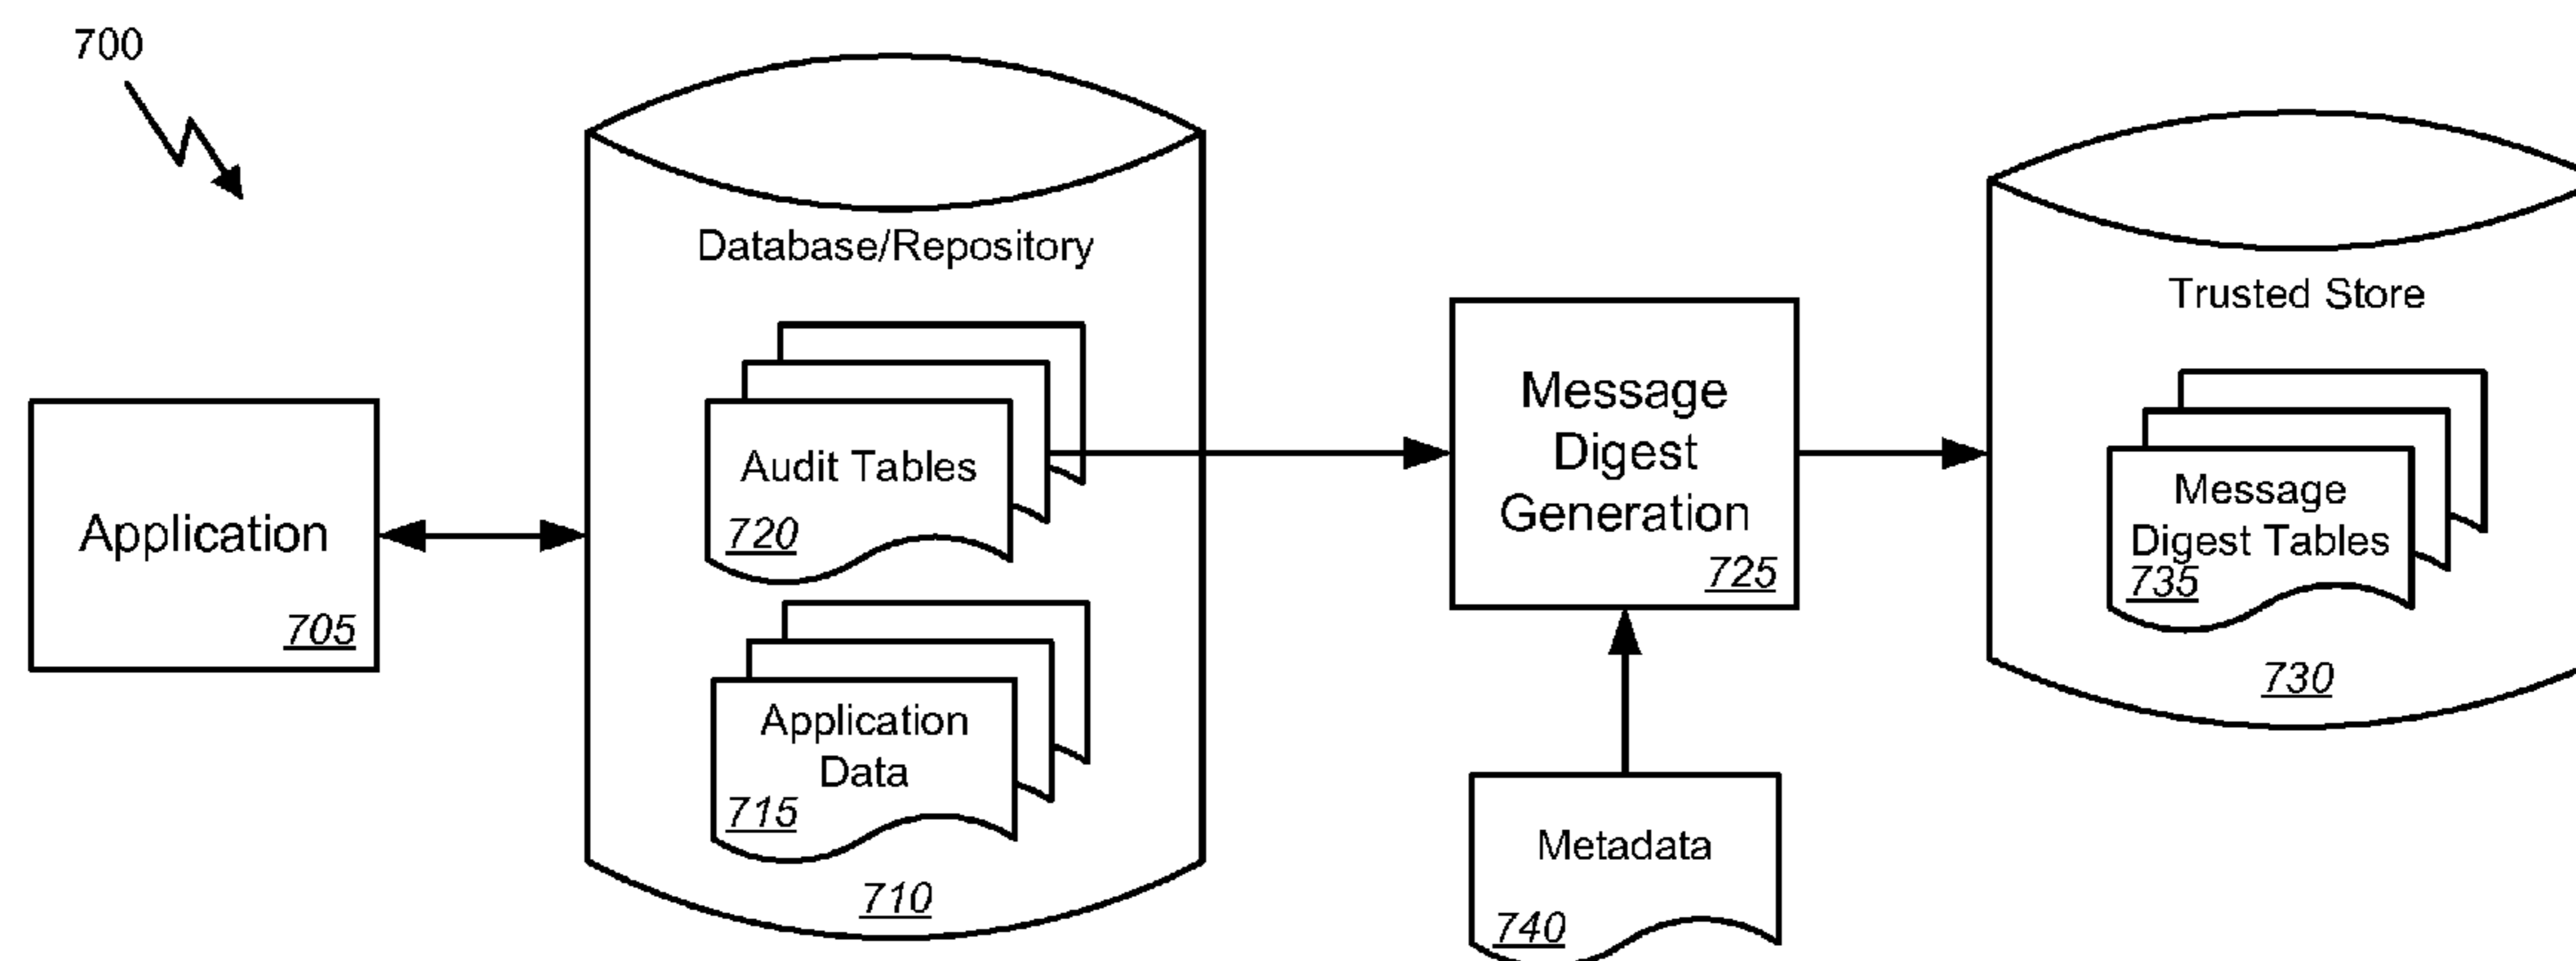 700
Application
705
Database/Repository
Audit Tables
720
Application
Data
715
710
Message
Digest
Generation
725
Metadata
740
Trusted Store
Message
Digest Tables
735
730